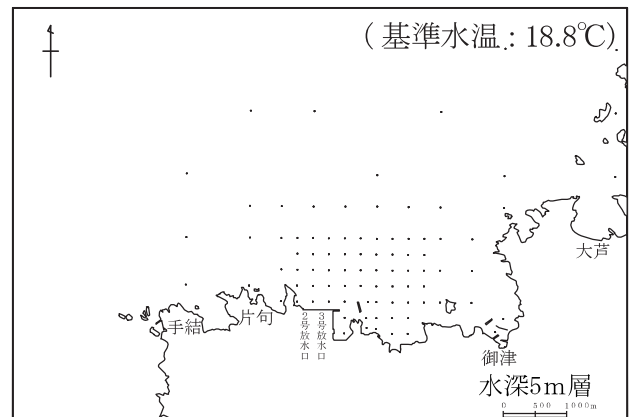 (基準水温:18.8℃)
大芦
手結
片句
2号放水口
3号放水口
御津
水深5m層
0 500 1000m